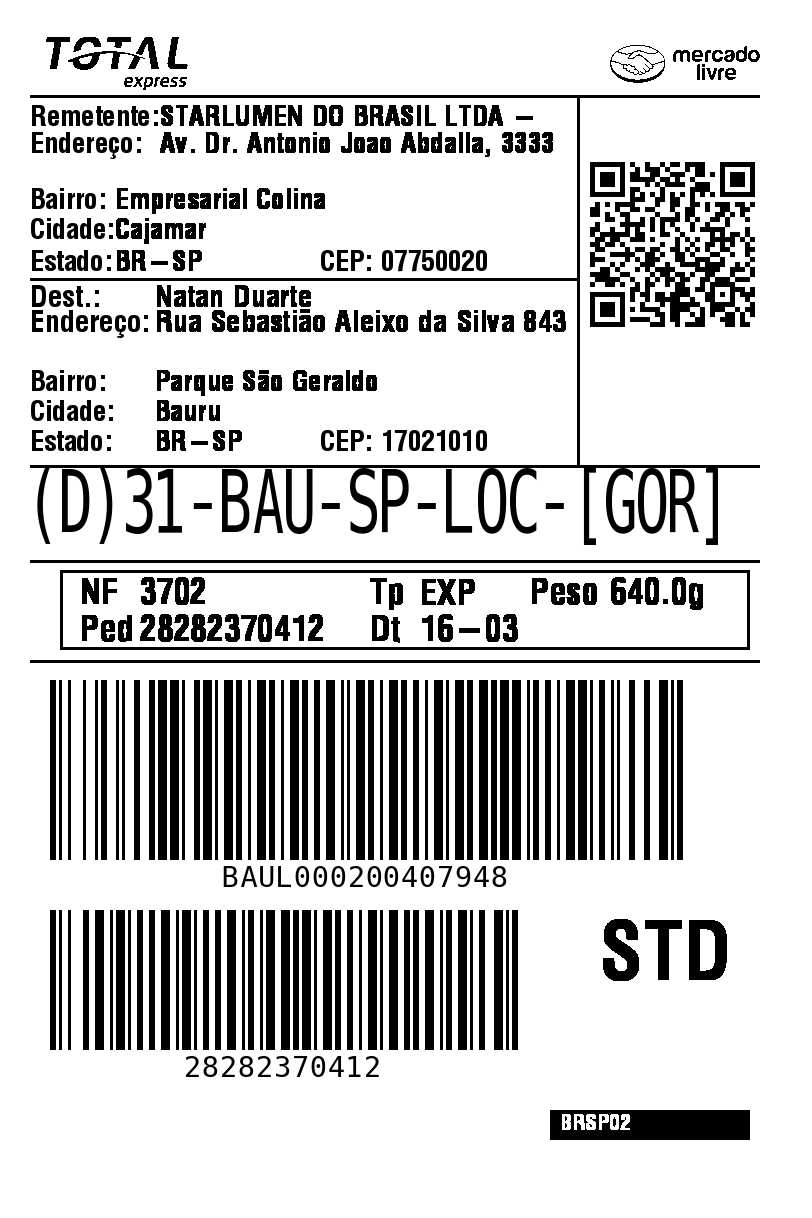 TOTAL
express
mercado
livre
Remetente:STARLUMEN DO BRASIL LTDA –
Endereço: Av. Dr. Antonio Joao Abdalla, 3333
Bairro: Empresarial Colina
Cidade:Cajamar
Estado:BR–SP CEP: 07750020
Dest.: Natan Duarte
Endereço: Rua Sebastião Aleixo da Silva 843
Bairro: Parque São Geraldo
Cidade: Bauru
Estado: BR–SP CEP: 17021010
(D)31-BAU-SP-LOC-[GOR]
NF 3702 Tp EXP Peso 640.0g
Ped 28282370412 Dt 16–03
BAUL000200407948
STD
28282370412
BRSP02